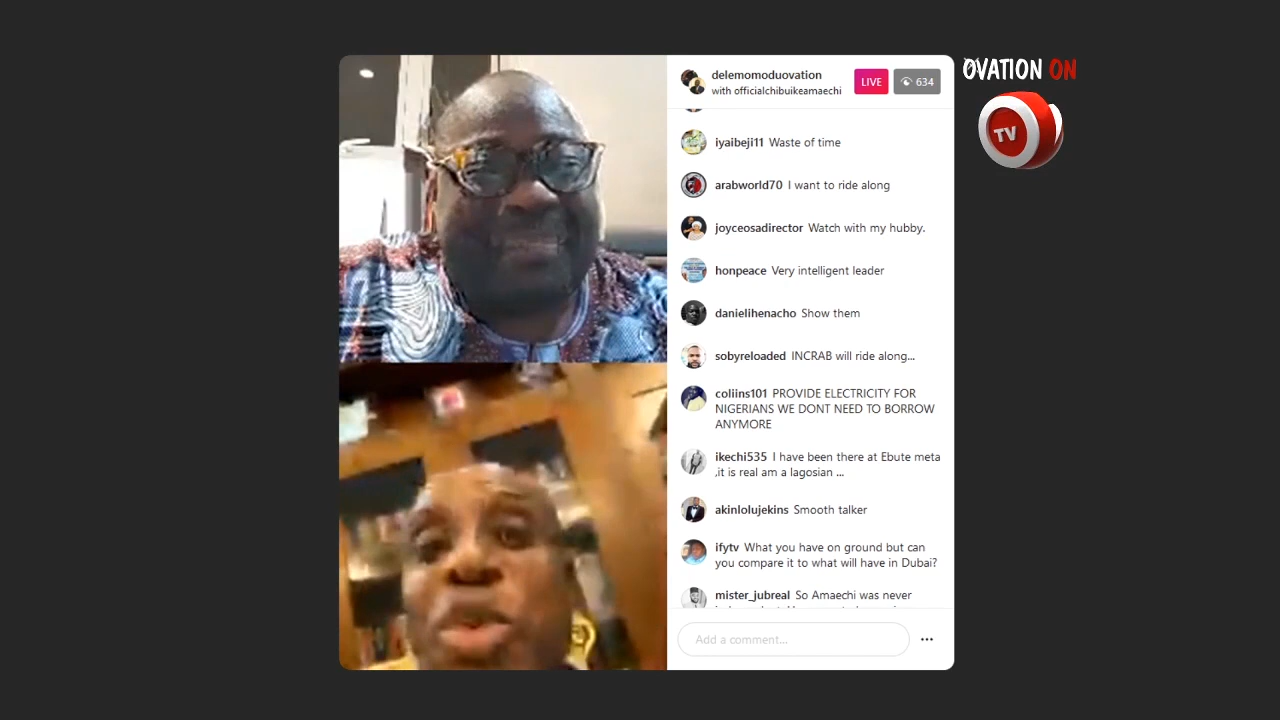 OVATION ON
TV
delemomoduovation
with officialchibuikeamaechi
LIVE
634
iyaibeji11 Waste of time
arabworld70 I want to ride along
joyceosadirector Watch with my hubby.
honpeace Very intelligent leader
danielihenacho Show them
sobyreloaded INCRAB will ride along...
coliins101 PROVIDE ELECTRICITY FOR
NIGERIANS WE DONT NEED TO BORROW
ANYMORE
ikechi535 I have been there at Ebute meta
,it is real am a lagosian ...
akinlolujekins Smooth talker
ifytv What you have on ground but can
you compare it to what will have in Dubai?
mister_jubreal So Amaechi was never
Add a comment...